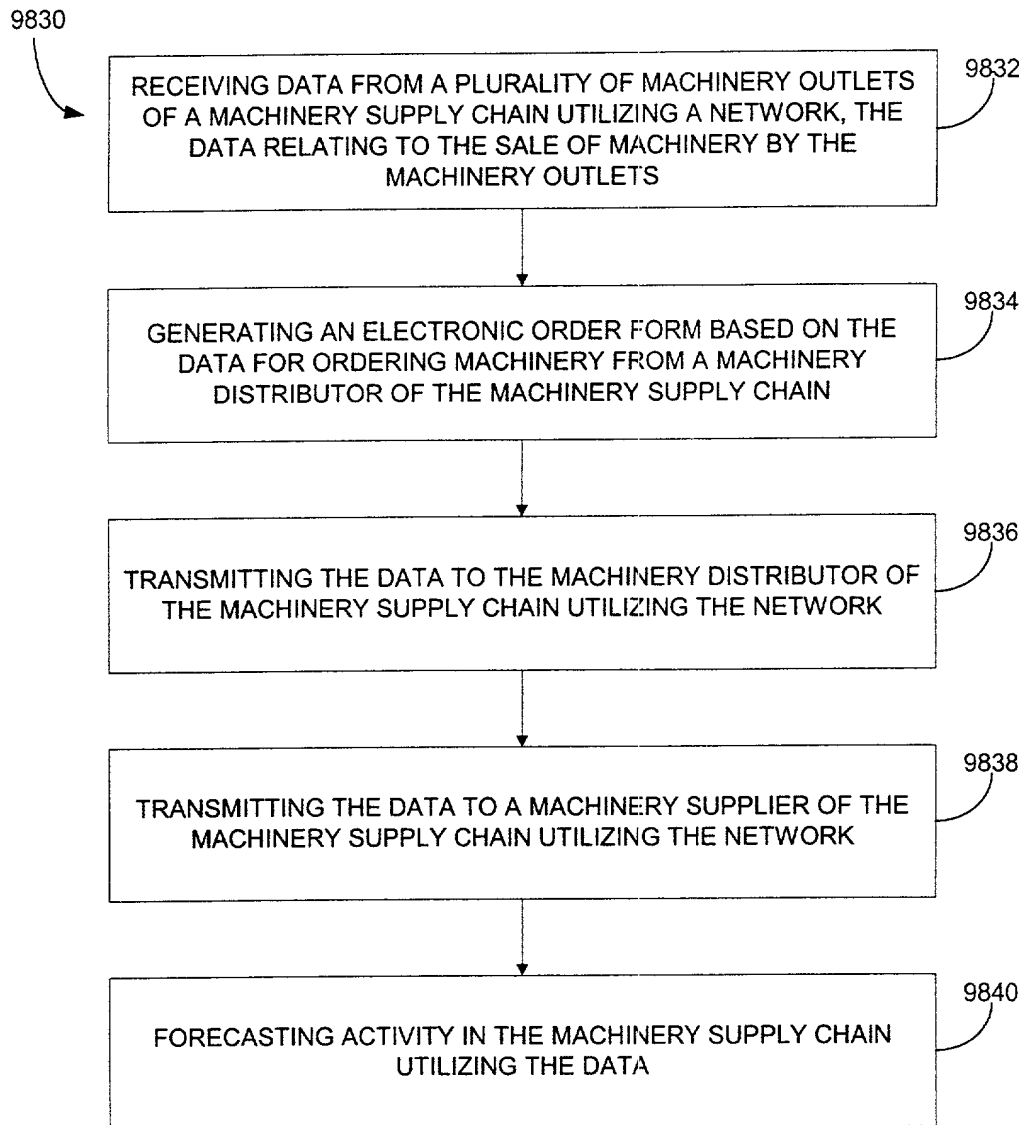 9830
RECEIVING DATA FROM A PLURALITY OF MACHINERY OUTLETS
OF A MACHINERY SUPPLY CHAIN UTILIZING A NETWORK, THE
DATA RELATING TO THE SALE OF MACHINERY BY THE
MACHINERY OUTLETS
9832
GENERATING AN ELECTRONIC ORDER FORM BASED ON THE
DATA FOR ORDERING MACHINERY FROM A MACHINERY
DISTRIBUTOR OF THE MACHINERY SUPPLY CHAIN
9834
TRANSMITTING THE DATA TO THE MACHINERY DISTRIBUTOR OF
THE MACHINERY SUPPLY CHAIN UTILIZING THE NETWORK
9836
TRANSMITTING THE DATA TO A MACHINERY SUPPLIER OF THE
MACHINERY SUPPLY CHAIN UTILIZING THE NETWORK
9838
FORECASTING ACTIVITY IN THE MACHINERY SUPPLY CHAIN
UTILIZING THE DATA
9840